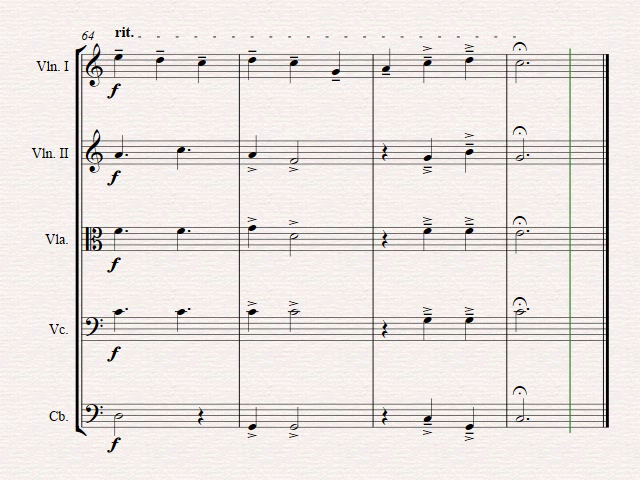 64
rit.
Vln. I
f
Vln. II
f
Vla.
f
Vc.
f
Cb.
f